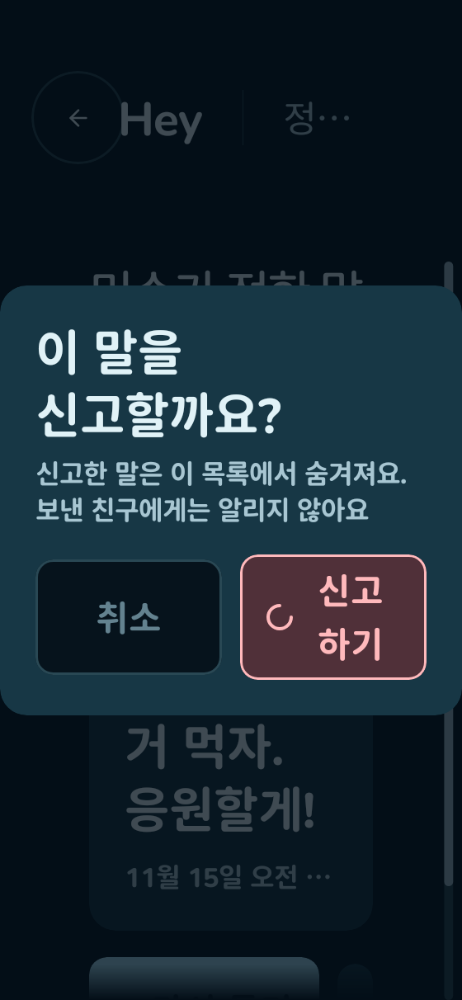 Hey
정…
이 말을
신고할까요?
신고한 말은 이 목록에서 숨겨져요.
보낸 친구에게는 알리지 않아요
취소
신고
하기
거 먹자.
응원할게!
11월 15일 오전 …